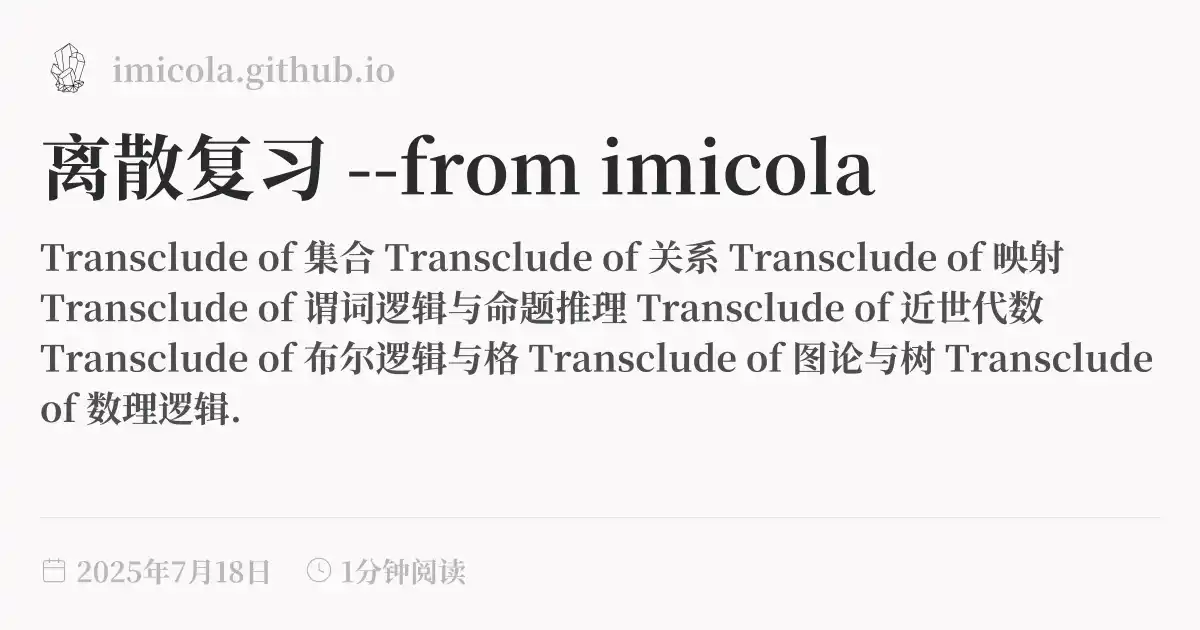 imicola.github.io
离散复习 --from imicola
Transclude of 集合 Transclude of 关系 Transclude of 映射
Transclude of 谓词逻辑与命题推理 Transclude of 近世代数
Transclude of 布尔逻辑与格 Transclude of 图论与树 Transclude
of 数理逻辑.
2025年7月18日 1分钟阅读